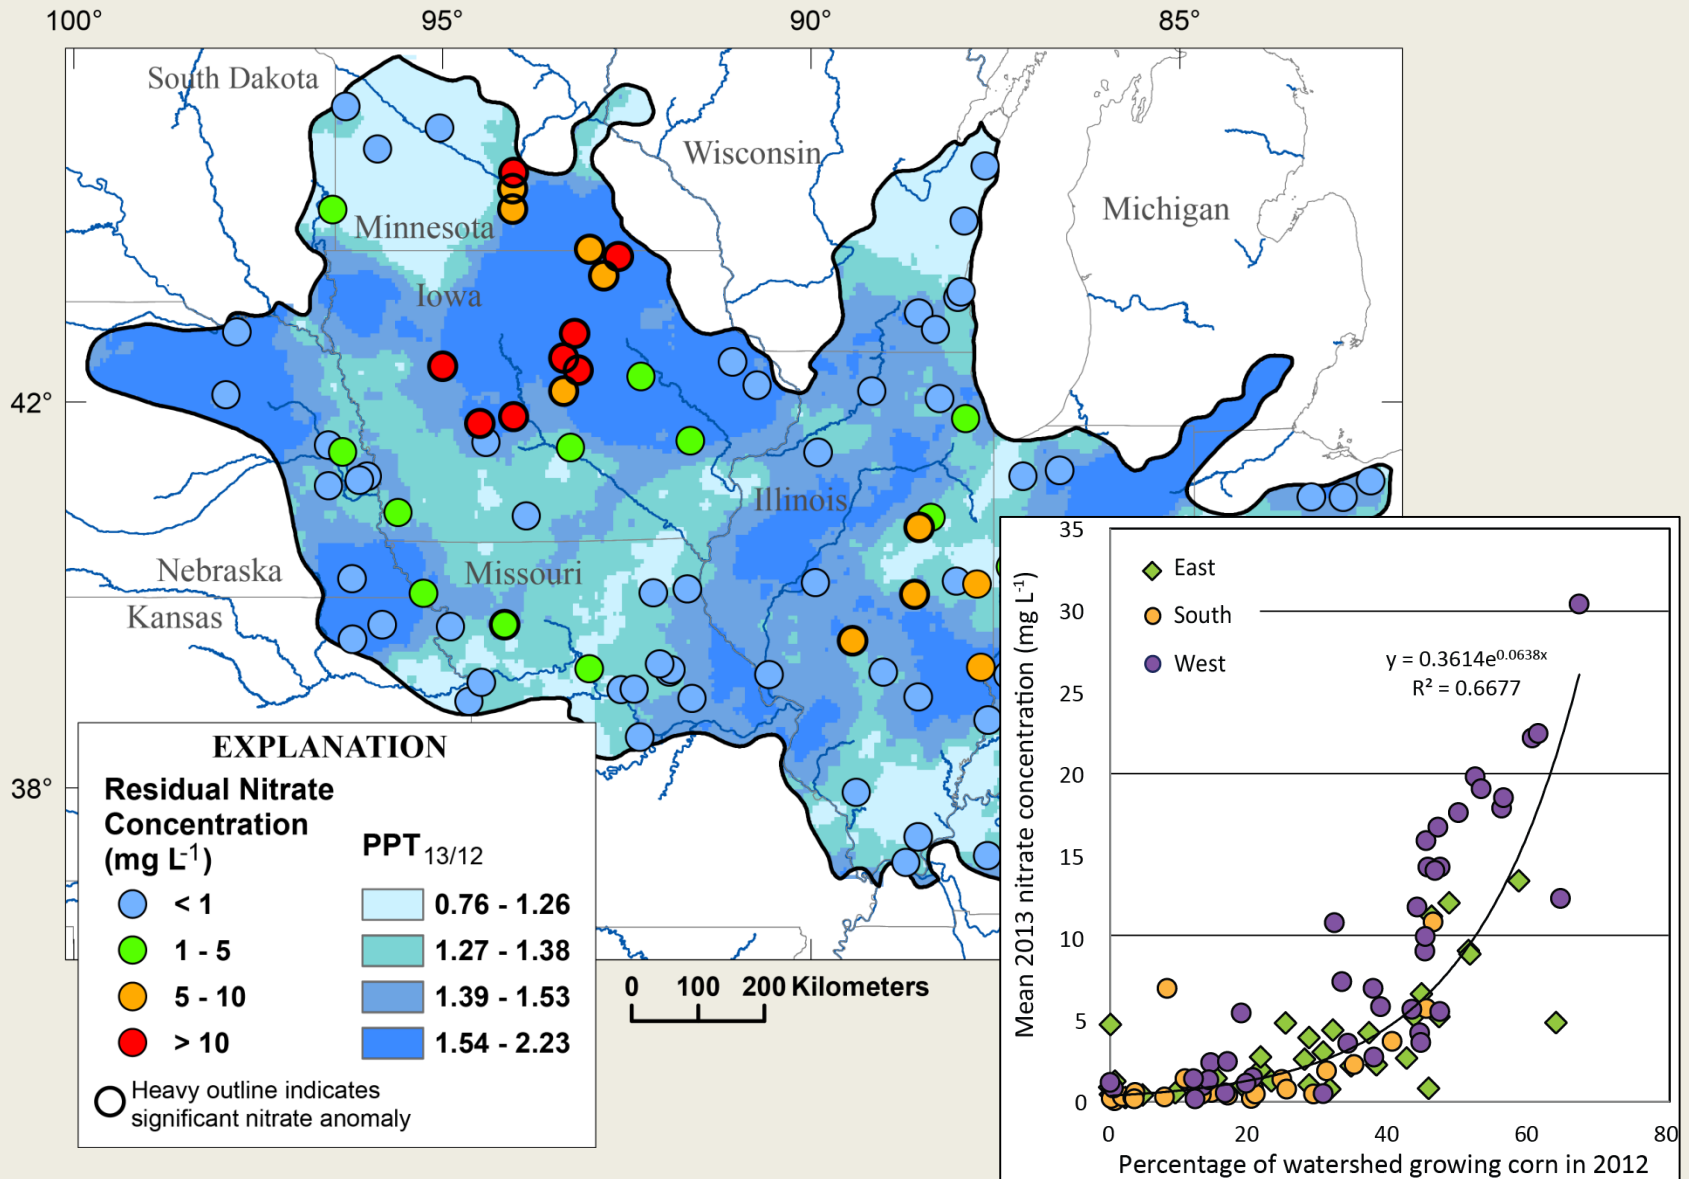 100°
95°
90°
85°
South Dakota
Wisconsin
Michigan
Minnesota
Iowa
42°
Illinois
Nebraska
Missouri
Kansas
38°
EXPLANATION
Residual Nitrate
Concentration
(mg L-1)
PPT 13/12
< 1
0.76 - 1.26
1 - 5
1.27 - 1.38
5 - 10
1.39 - 1.53
> 10
1.54 - 2.23
Heavy outline indicates
significant nitrate anomaly
0 100 200 Kilometers
Mean 2013 nitrate concentration (mg L-1)
35
30
25
20
15
10
5
0
East
South
West
y = 0.3614e0.0638x
R² = 0.6677
0 20 40 60 80
Percentage of watershed growing corn in 2012